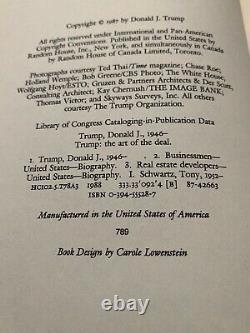 Copyright © 1987 by Donald J. Trump
All rights reserved under International and Pan-American
Copyright Conventions. Published in the United States by
Random House, Inc., New York, and simultaneously in Canada
by Random House of Canada Limited, Toronto.
Photographs courtesy Ted Thai/Time magazine; Chase Roe;
Holland Wemple; Rob Greene/CBS Photo; The White House;
Wolfgang Hoyt/ESTO, Gruzen & Partners Architects & Der Scutt,
Consulting Architect; Kay Chernush/THE IMAGE BANK,
Thomas Victor; and Skyways Surveys, Inc. All others
courtesy The Trump Organization.
Library of Congress Cataloging-in-Publication Data
Trump, Donald J., 1946–
Trump: the art of the deal.
1. Trump, Donald J., 1946– 2. Businessmen—
United States—Biography. 3. Real estate developers—
United States—Biography. I. Schwartz, Tony, 1952–
HC102.5.T78A3 1988 333.33'092'4 [B] 87-42663
ISBN 0-394-55528-7
Manufactured in the United States of America
789
Book Design by Carole Lowenstein